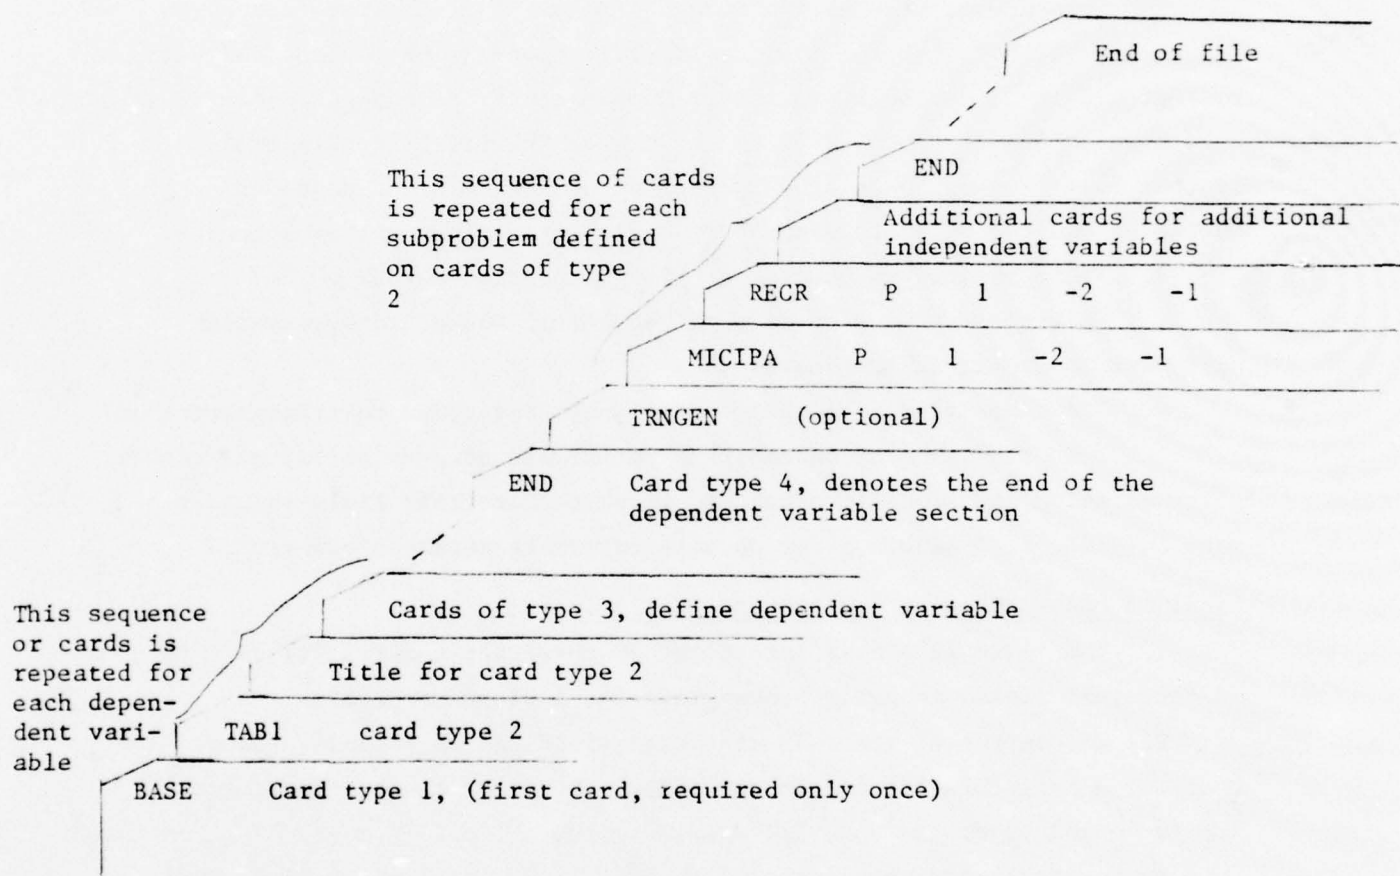 End of file
END
This sequence of cards
is repeated for each
subproblem defined
on cards of type
2
Additional cards for additional
independent variables
RECR P 1 -2 -1
MICIPA P 1 -2 -1
TRNGEN (optional)
END Card type 4, denotes the end of the
dependent variable section
This sequence
or cards is
repeated for
each depen-
dent vari-
able
Cards of type 3, define dependent variable
Title for card type 2
TAB1 card type 2
BASE Card type 1, (first card, required only once)